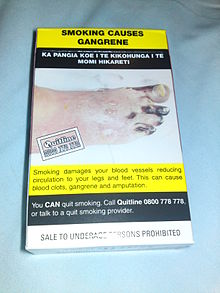 SMOKING CAUSES
GANGRENE
KA PANGIA KOE I TE KIKOHUNGA I TE
MOMI HIKARETI
Quitline
0800 778 778
Smoking damages your blood vessels reducing
circulation to your legs and feet. This can cause
blood clots, gangrene and amputation.
You CAN quit smoking. Call Quitline 0800 778 778,
or talk to a quit smoking provider.
SALE TO UNDERAGE PERSONS PROHIBITED